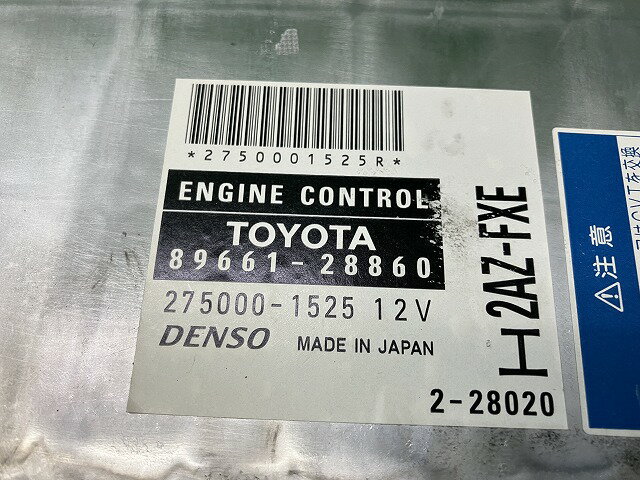 *2750001525R*
ENGINE CONTROL
TOYOTA
89661-28860
275000-1525 12V
DENSO MADE IN JAPAN
2AZ-FXE
H
2-28020
⚠注意